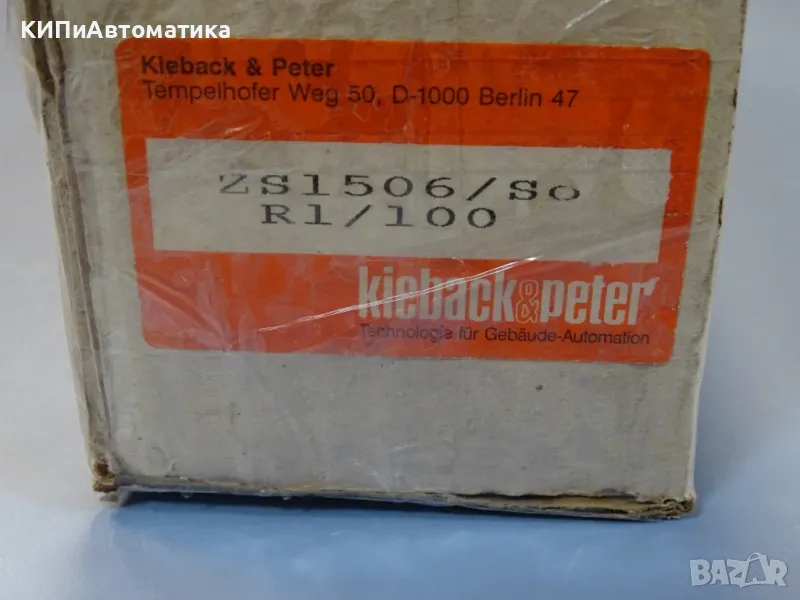 КИПиАвтоматика
Kieback & Peter
Tempelhofer Weg 50, D-1000 Berlin 47
ZS1506/So
R1/100
kieback&peter
Technologie für Gebäude-Automation
BAZAR